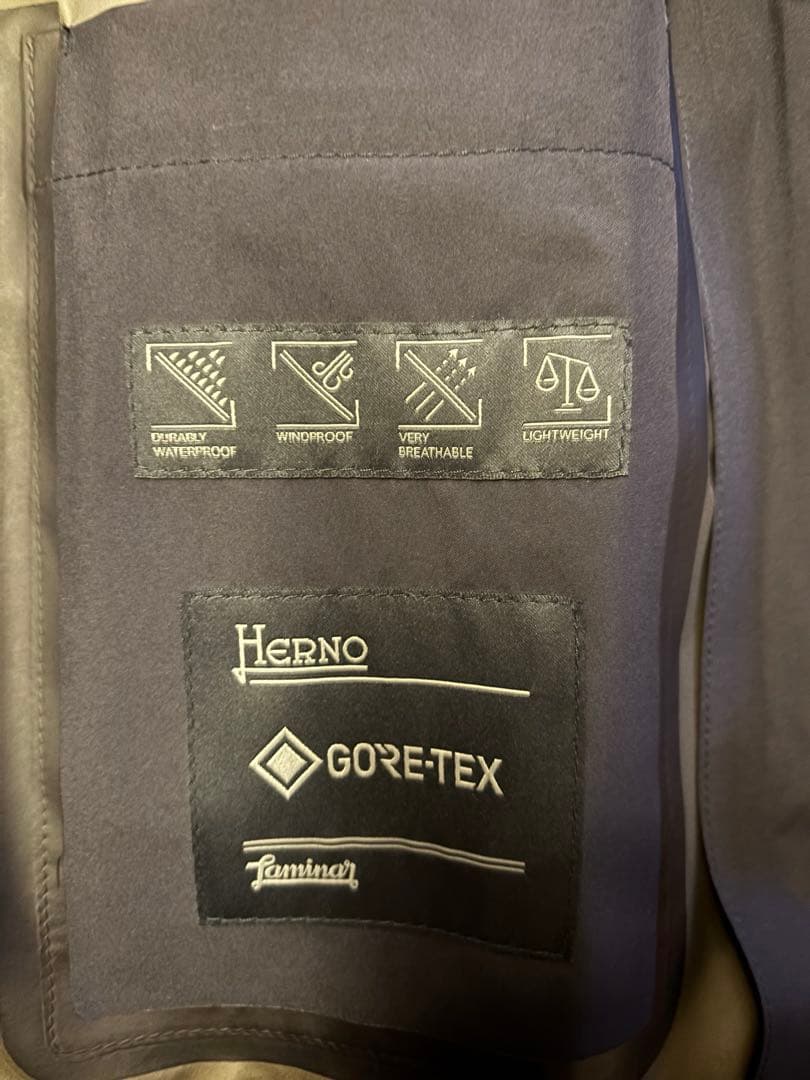 DURABLY
WATERPROOF
WINDPROOF
VERY
BREATHABLE
LIGHTWEIGHT
HERNO
GORE-TEX
Laminar